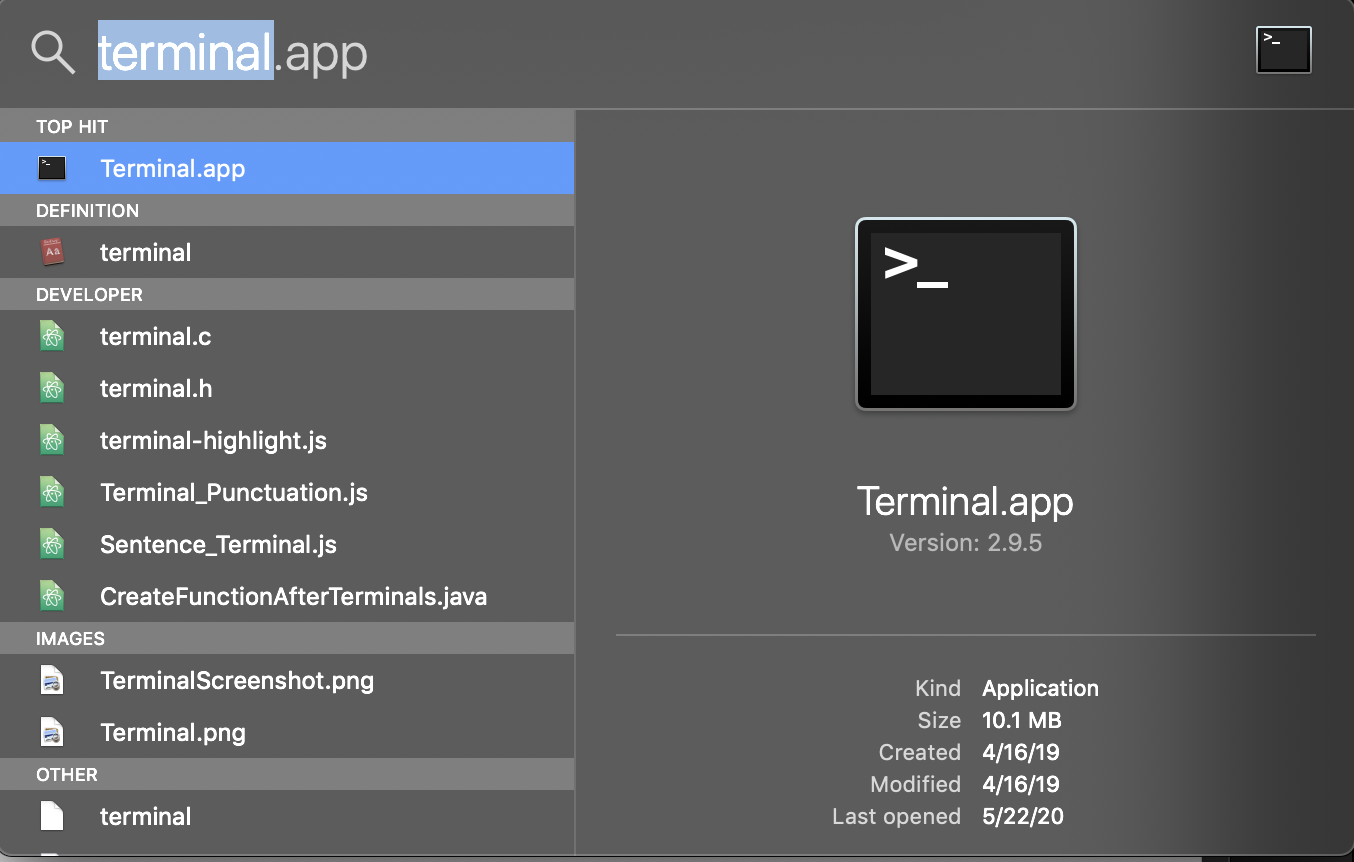 terminal.app
>_
TOP HIT
>_ Terminal.app
DEFINITION
Aa terminal
DEVELOPER
terminal.c
terminal.h
terminal-highlight.js
Terminal_Punctuation.js
Sentence_Terminal.js
CreateFunctionAfterTerminals.java
IMAGES
TerminalScreenshot.png
Terminal.png
OTHER
terminal
>_
Terminal.app
Version: 2.9.5
Kind Application
Size 10.1 MB
Created 4/16/19
Modified 4/16/19
Last opened 5/22/20